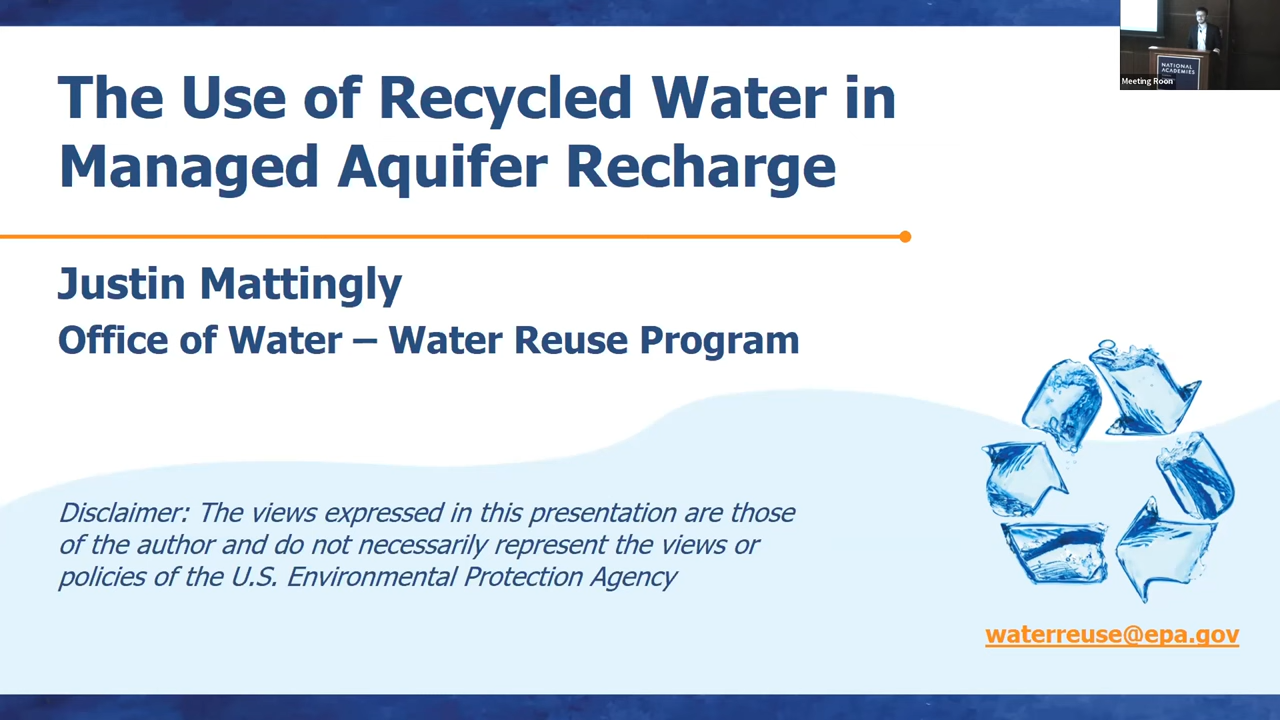 The Use of Recycled Water in
Managed Aquifer Recharge
Justin Mattingly
Office of Water – Water Reuse Program
Disclaimer: The views expressed in this presentation are those
of the author and do not necessarily represent the views or
policies of the U.S. Environmental Protection Agency
waterreuse@epa.gov
NATIONAL
ACADEMIES
Meeting Room